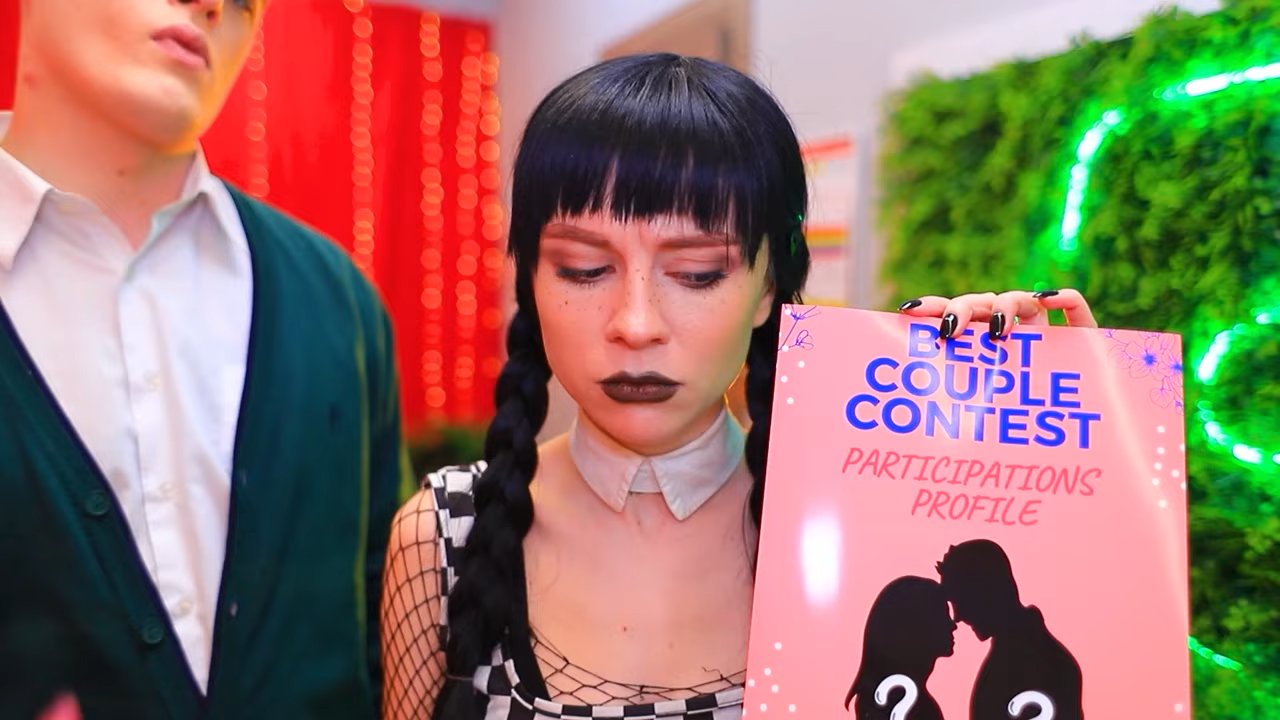 BEST
COUPLE
CONTEST
PARTICIPATIONS
PROFILE
? ?